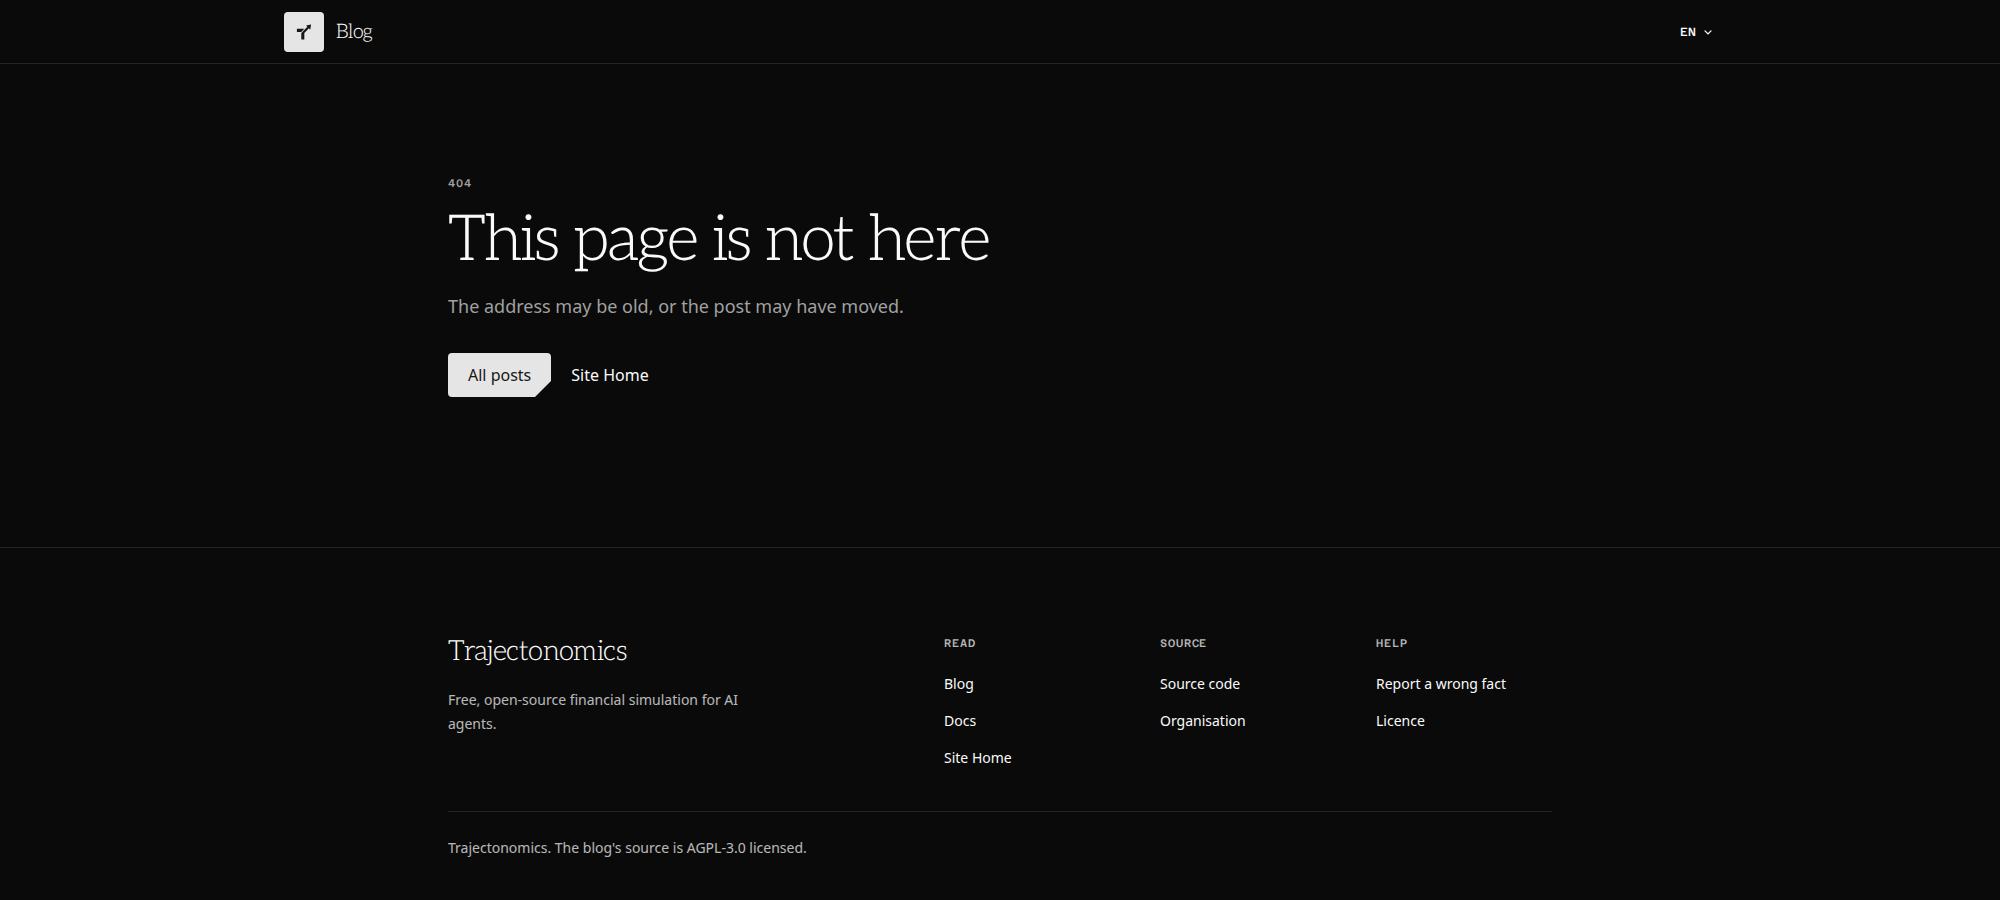 Blog
EN
404
This page is not here
The address may be old, or the post may have moved.
All posts
Site Home
Trajectonomics
Free, open-source financial simulation for AI
agents.
READ
Blog
Docs
Site Home
SOURCE
Source code
Organisation
HELP
Report a wrong fact
Licence
Trajectonomics. The blog's source is AGPL-3.0 licensed.